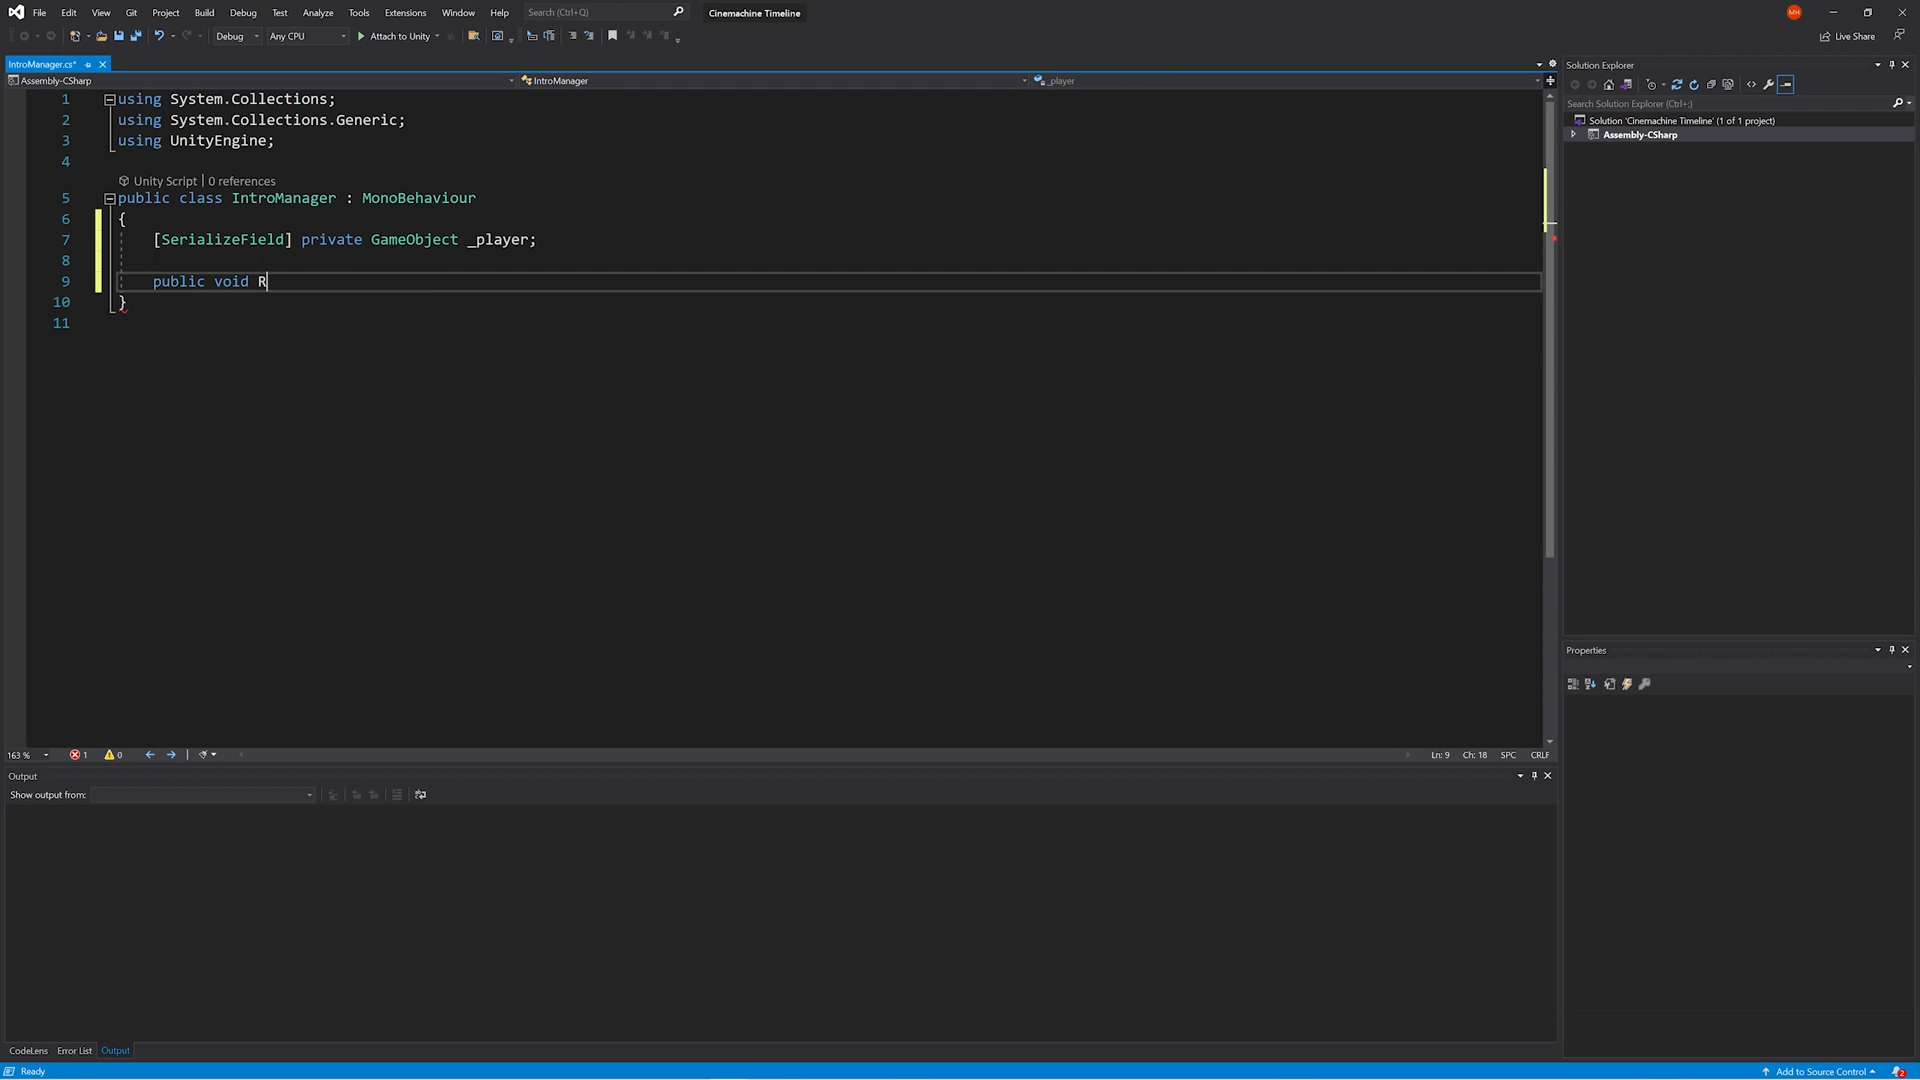 File Edit View Git Project Build Debug Test Analyze Tools Extensions Window Help Search (Ctrl+Q) Cinemachine Timeline MH
Debug Any CPU Attach to Unity Live Share
IntroManager.cs*
Assembly-CSharp IntroManager _player
1 using System.Collections;
2 using System.Collections.Generic;
3 using UnityEngine;
4
Unity Script | 0 references
5 public class IntroManager : MonoBehaviour
6 {
7 [SerializeField] private GameObject _player;
8
9 public void R
10 }
11
Solution Explorer
Search Solution Explorer (Ctrl+;)
Solution 'Cinemachine Timeline' (1 of 1 project)
Assembly-CSharp
Properties
163 % 1 0 Ln: 9 Ch: 18 SPC CRLF
Output
Show output from:
CodeLens Error List Output
Ready Add to Source Control 2